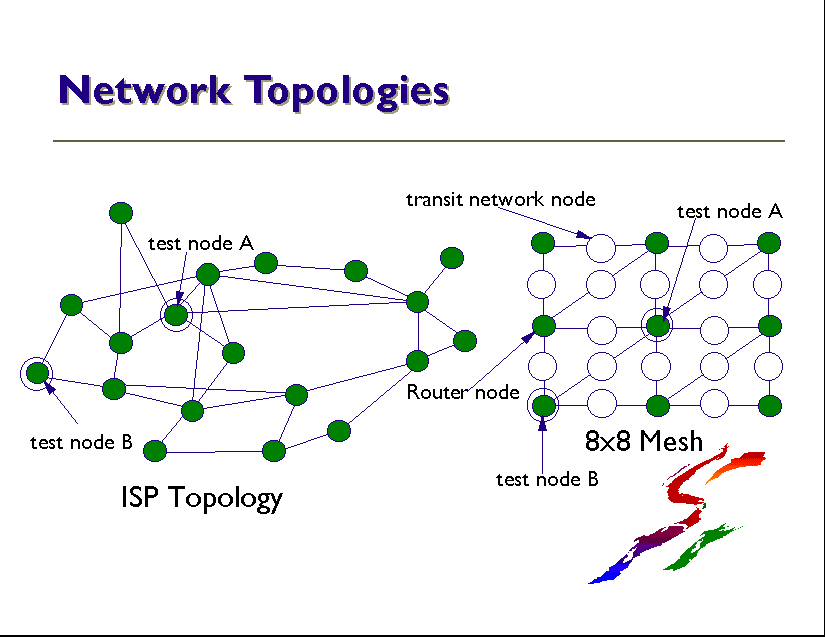 Network Topologies
transit network node
test node A
test node A
Router node
test node B
8x8 Mesh
test node B
ISP Topology